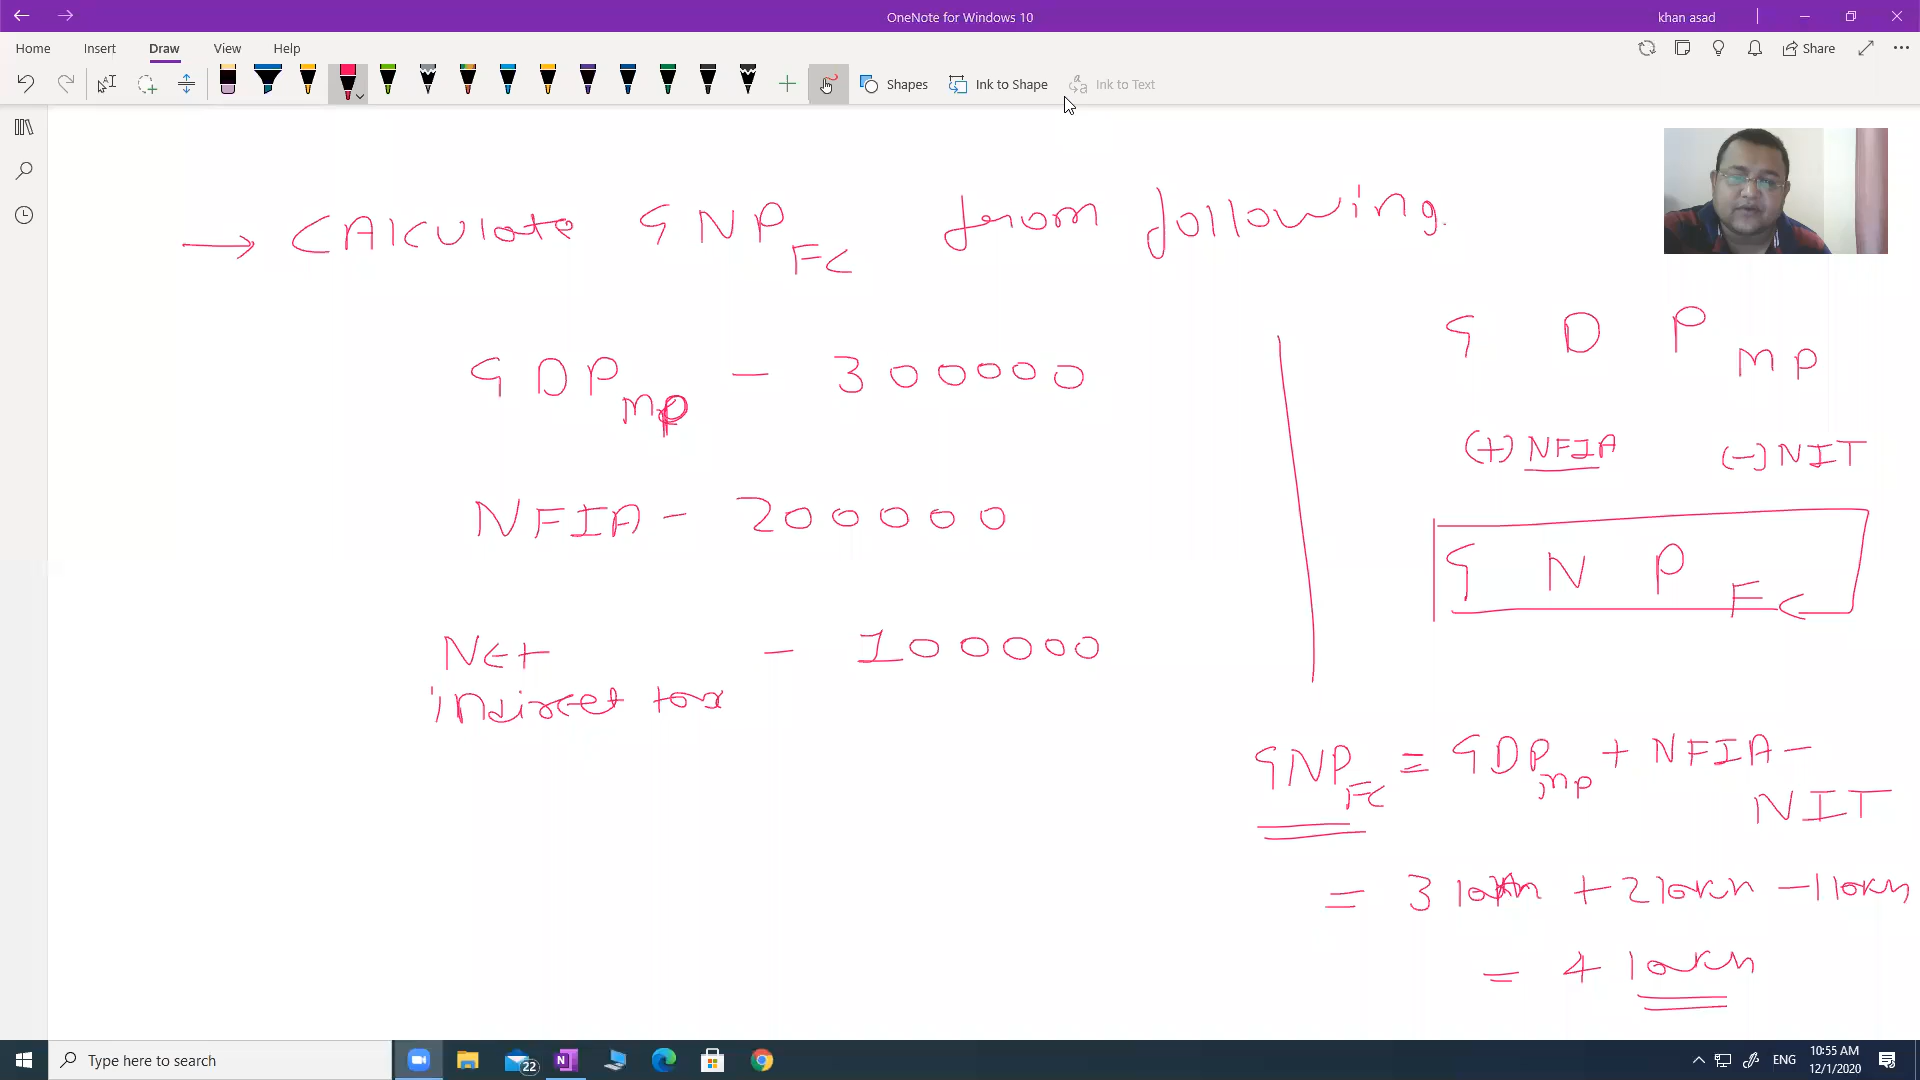 OneNote for Windows 10
khan asad
Home Insert Draw View Help
Share
Shapes Ink to Shape Ink to Text
→ CAlculate GNP FC from following.
GDP MP - 300000
NFIA - 200000
Net - 100000
indirect tax
G D P MP
(+) NFIA (-) NIT
G N P FC
GNP FC = GDP mp + NFIA -
NIT
= 3 lakh + 2 lakh - 1 lakh
= 4 lakh
Type here to search
22
ENG
10:55 AM
12/1/2020